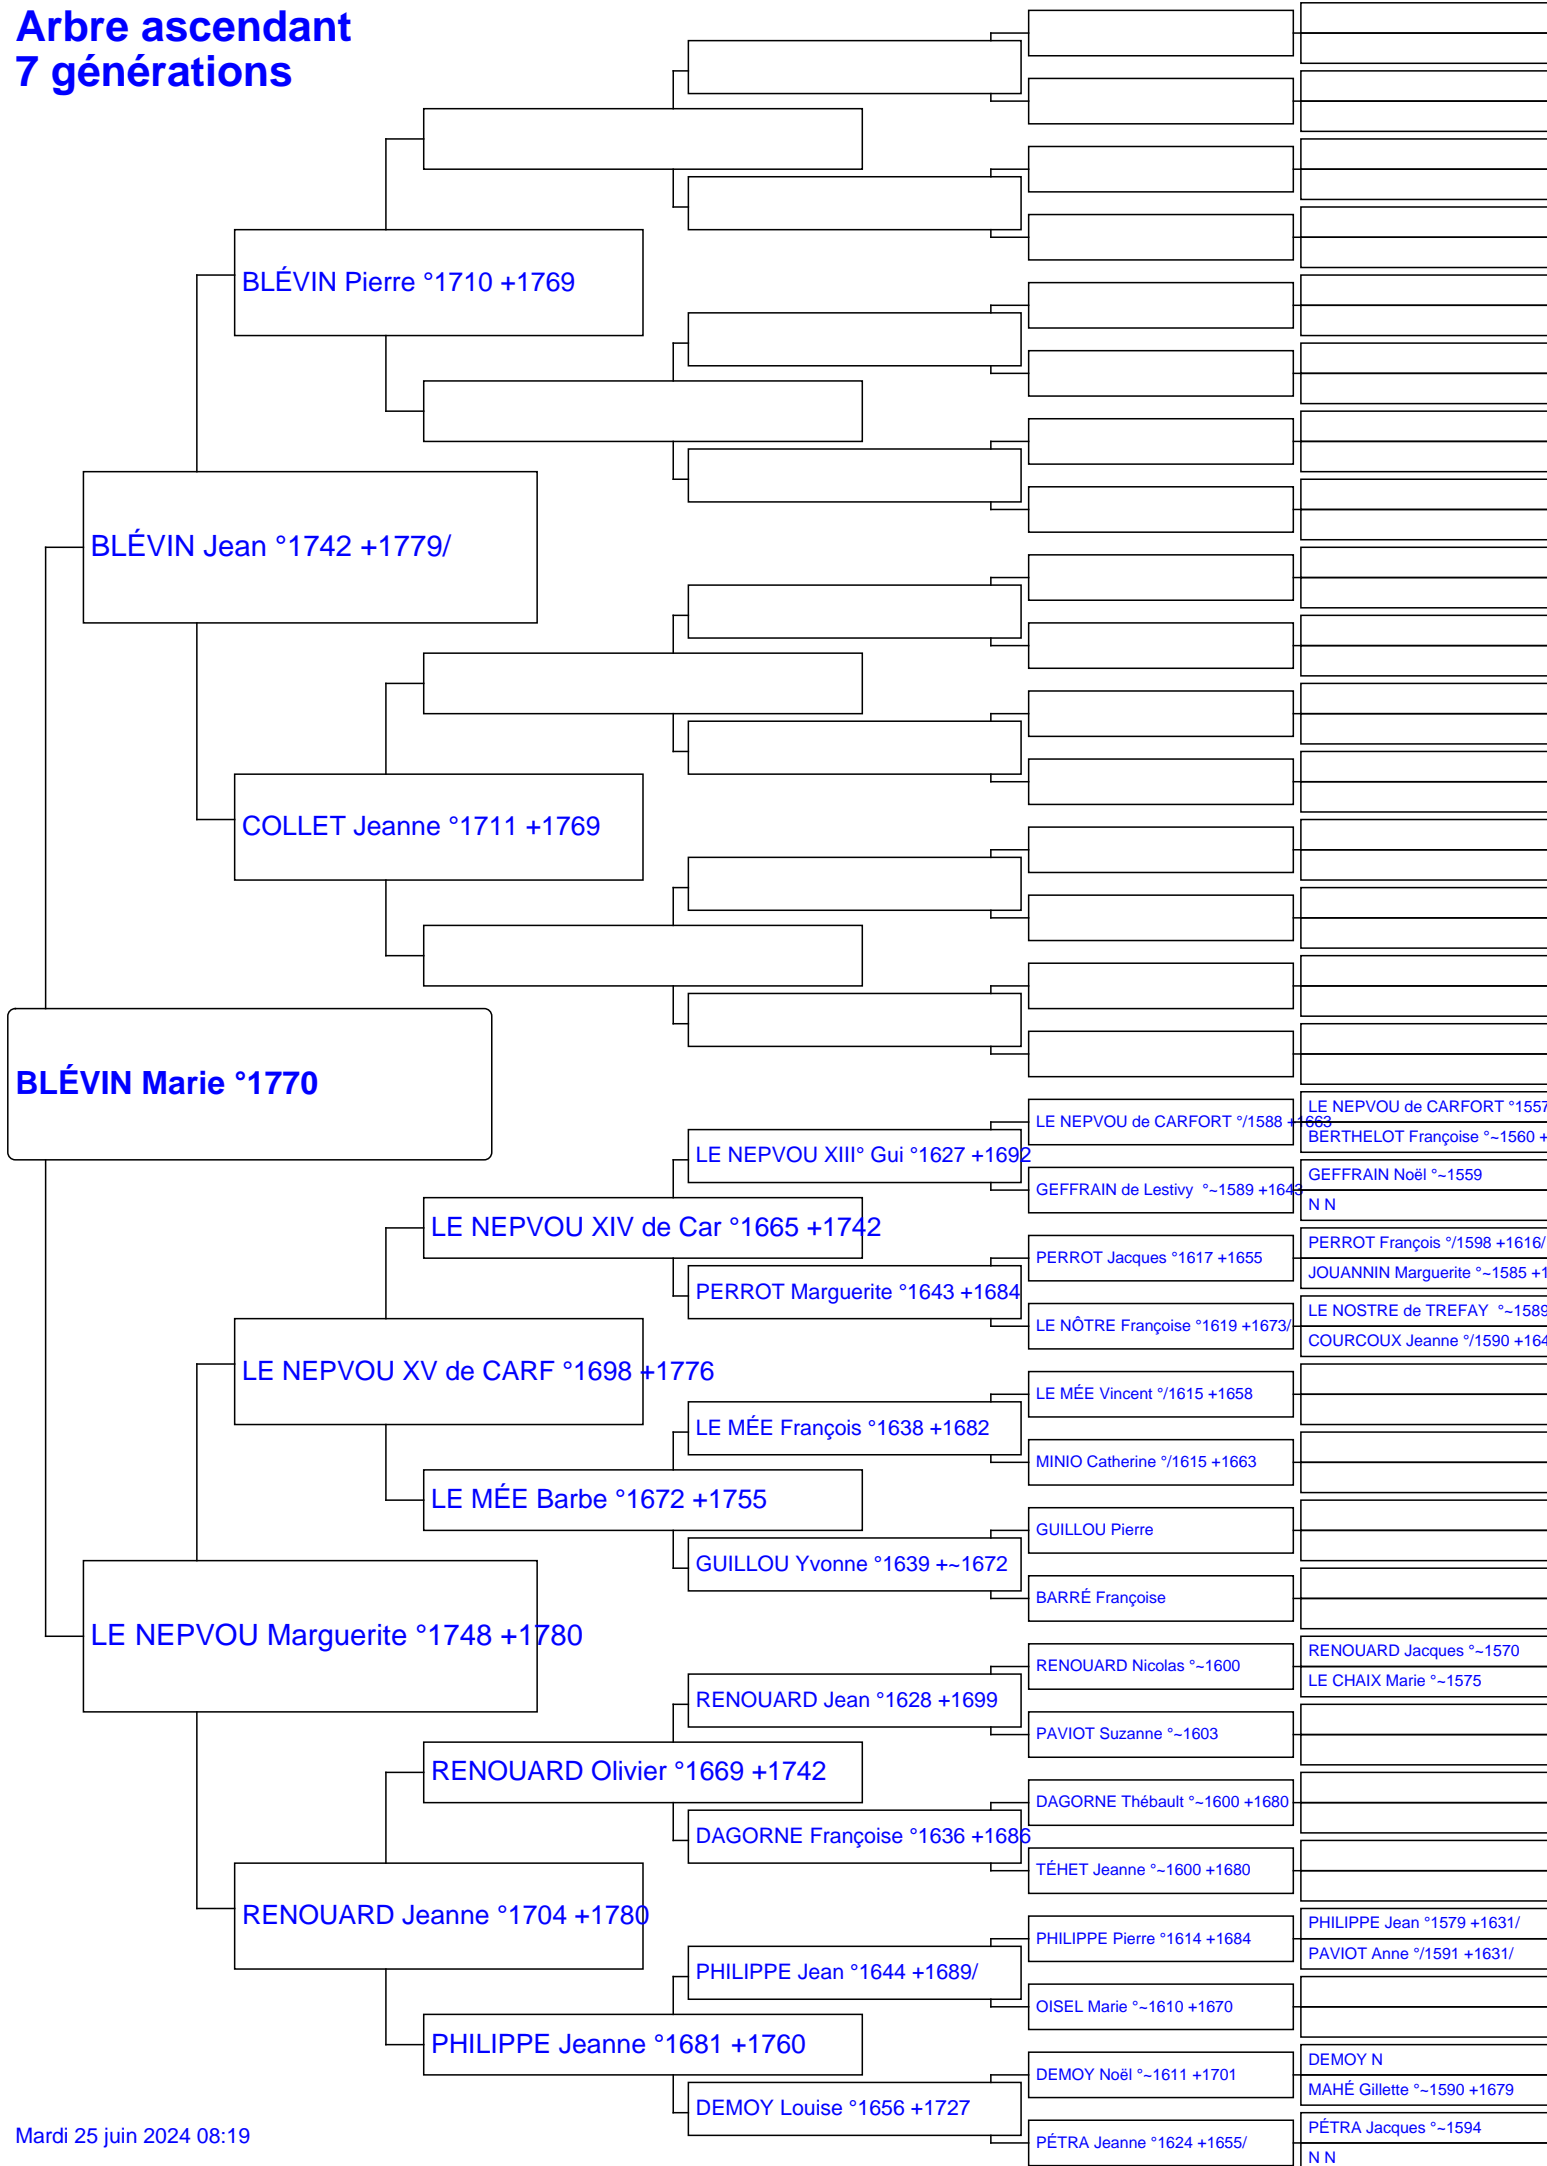 Arbre ascendant
7 générations
BLÉVIN Pierre °1710 +1769
BLÉVIN Jean °1742 +1779/
COLLET Jeanne °1711 +1769
BLÉVIN Marie °1770
LE NEPVOU de CARFORT °1557
LE NEPVOU de CARFORT °/1588 +1663
BERTHELOT Françoise °~1560 +
LE NEPVOU XIII° Gui °1627 +1692
GEFFRAIN Noël °~1559
GEFFRAIN de Lestivy °~1589 +1643
N N
LE NEPVOU XIV de Car °1665 +1742
PERROT François °/1598 +1616/
PERROT Jacques °1617 +1655
JOUANNIN Marguerite °~1585 +1
PERROT Marguerite °1643 +1684
LE NOSTRE de TREFAY °~1589
LE NÔTRE Françoise °1619 +1673/
COURCOUX Jeanne °/1590 +164
LE NEPVOU XV de CARF °1698 +1776
LE MÉE Vincent °/1615 +1658
LE MÉE François °1638 +1682
MINIO Catherine °/1615 +1663
LE MÉE Barbe °1672 +1755
GUILLOU Pierre
GUILLOU Yvonne °1639 +~1672
BARRÉ Françoise
LE NEPVOU Marguerite °1748 +1780
RENOUARD Jacques °~1570
RENOUARD Nicolas °~1600
LE CHAIX Marie °~1575
RENOUARD Jean °1628 +1699
PAVIOT Suzanne °~1603
RENOUARD Olivier °1669 +1742
DAGORNE Thébault °~1600 +1680
DAGORNE Françoise °1636 +1686
TÉHET Jeanne °~1600 +1680
RENOUARD Jeanne °1704 +1780
PHILIPPE Jean °1579 +1631/
PHILIPPE Pierre °1614 +1684
PAVIOT Anne °/1591 +1631/
PHILIPPE Jean °1644 +1689/
OISEL Marie °~1610 +1670
PHILIPPE Jeanne °1681 +1760
DEMOY N
DEMOY Noël °~1611 +1701
MAHÉ Gillette °~1590 +1679
DEMOY Louise °1656 +1727
PÉTRA Jacques °~1594
PÉTRA Jeanne °1624 +1655/
N N
Mardi 25 juin 2024 08:19